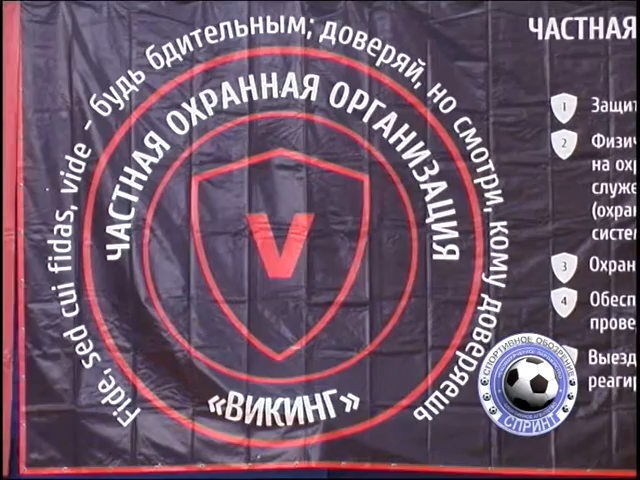 Fide, sed cui fidas, vide – будь бдительным; доверяй, но смотри, кому доверяешь
ЧАСТНАЯ ОХРАННАЯ ОРГАНИЗАЦИЯ
V
«ВИКИНГ»
ЧАСТНАЯ
1 Защит
2 Физич
на охр
служе
(охран
систем
3 Охран
4 Обесп
прове
Выезд
реагир
СПОРТИВНОЕ ОБОЗРЕНИЕ
СПРИНТ